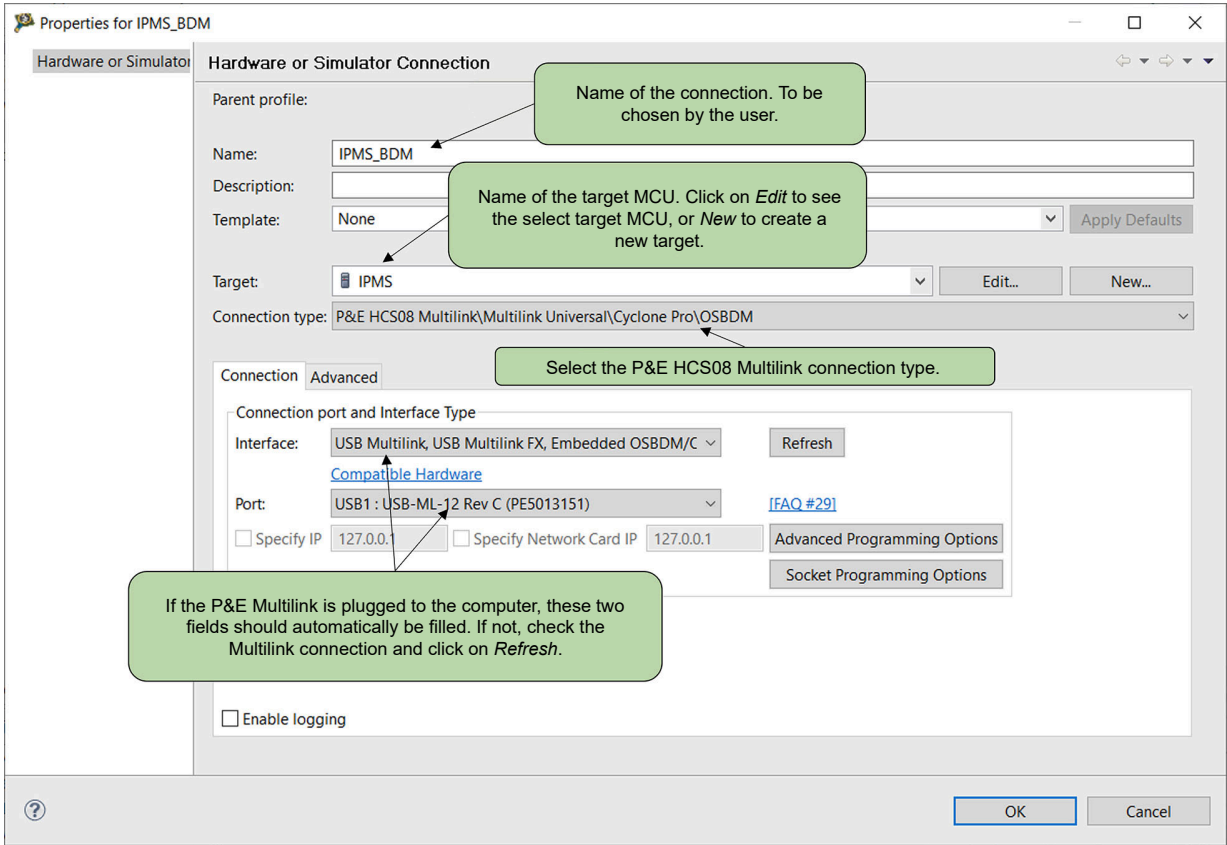 Properties for IPMS_BDM
Hardware or Simulator
Hardware or Simulator Connection
Parent profile:
Name of the connection. To be
chosen by the user.
Name: IPMS_BDM
Description:
Name of the target MCU. Click on Edit to see
the select target MCU, or New to create a
new target.
Template: None Apply Defaults
Target: IPMS Edit... New...
Connection type: P&E HCS08 Multilink\Multilink Universal\Cyclone Pro\OSBDM
Select the P&E HCS08 Multilink connection type.
Connection Advanced
Connection port and Interface Type
Interface: USB Multilink, USB Multilink FX, Embedded OSBDM/C Refresh
Compatible Hardware
Port: USB1 : USB-ML-12 Rev C (PE5013151) [FAQ #29]
Specify IP 127.0.0.1 Specify Network Card IP 127.0.0.1 Advanced Programming Options
Socket Programming Options
If the P&E Multilink is plugged to the computer, these two
fields should automatically be filled. If not, check the
Multilink connection and click on Refresh.
Enable logging
? OK Cancel